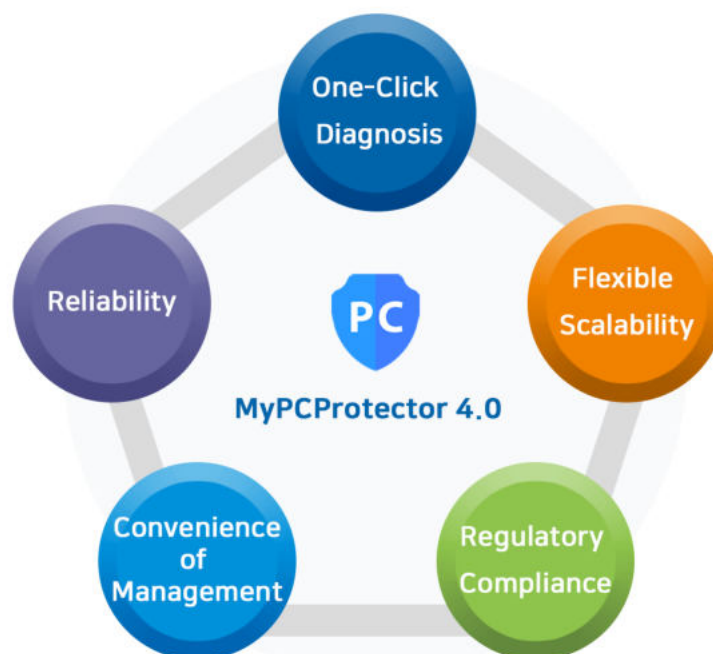 One-Click
Diagnosis
Reliability
Flexible
Scalability
PC
MyPCProtector 4.0
Convenience
of
Management
Regulatory
Compliance